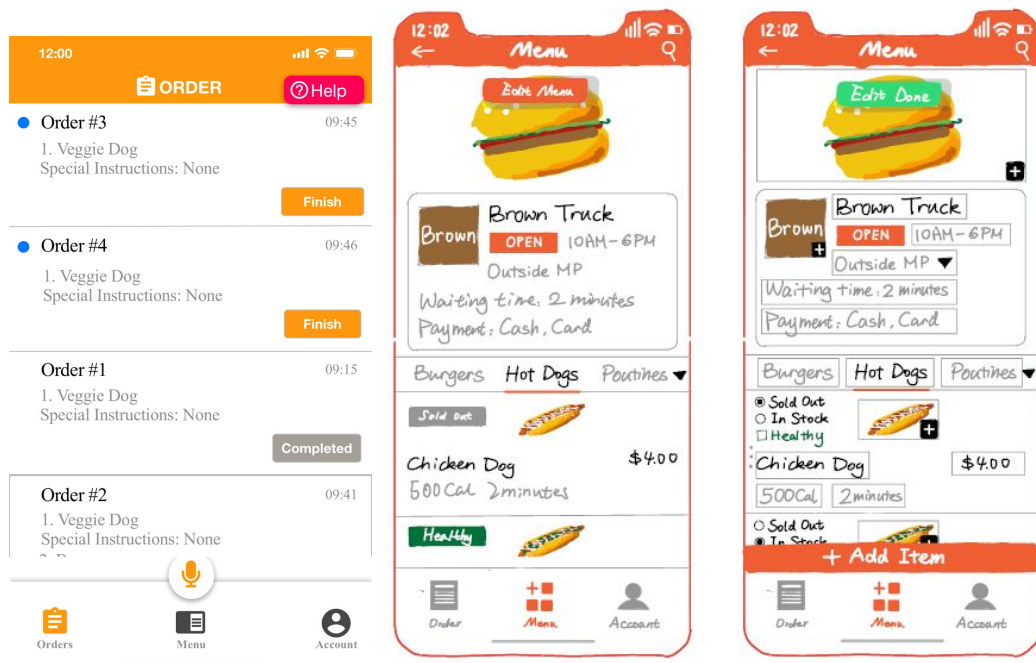 12:00
ORDER
Help
Order #3
09:45
1. Veggie Dog
Special Instructions: None
Finish
Order #4
09:46
1. Veggie Dog
Special Instructions: None
Finish
Order #1
09:15
1. Veggie Dog
Special Instructions: None
Completed
Order #2
09:41
1. Veggie Dog
Special Instructions: None
Orders
Menu
Account
12:02
Menu
Edit Menu
Brown
Brown Truck
OPEN 10AM-6PM
Outside MP
Waiting time: 2 minutes
Payment: Cash, Card
Burgers Hot Dogs Poutines
Sold Out
Chicken Dog
$4.00
500Cal 2minutes
Healthy
Order
Menu
Account
12:02
Menu
Edit Done
Brown
Brown Truck
OPEN 10AM-6PM
Outside MP
Waiting time: 2 minutes
Payment: Cash, Card
Burgers Hot Dogs Poutines
Sold Out
In Stock
Healthy
Chicken Dog
$4.00
500Cal 2minutes
Sold Out
In Stock
+ Add Item
Order
Menu
Account